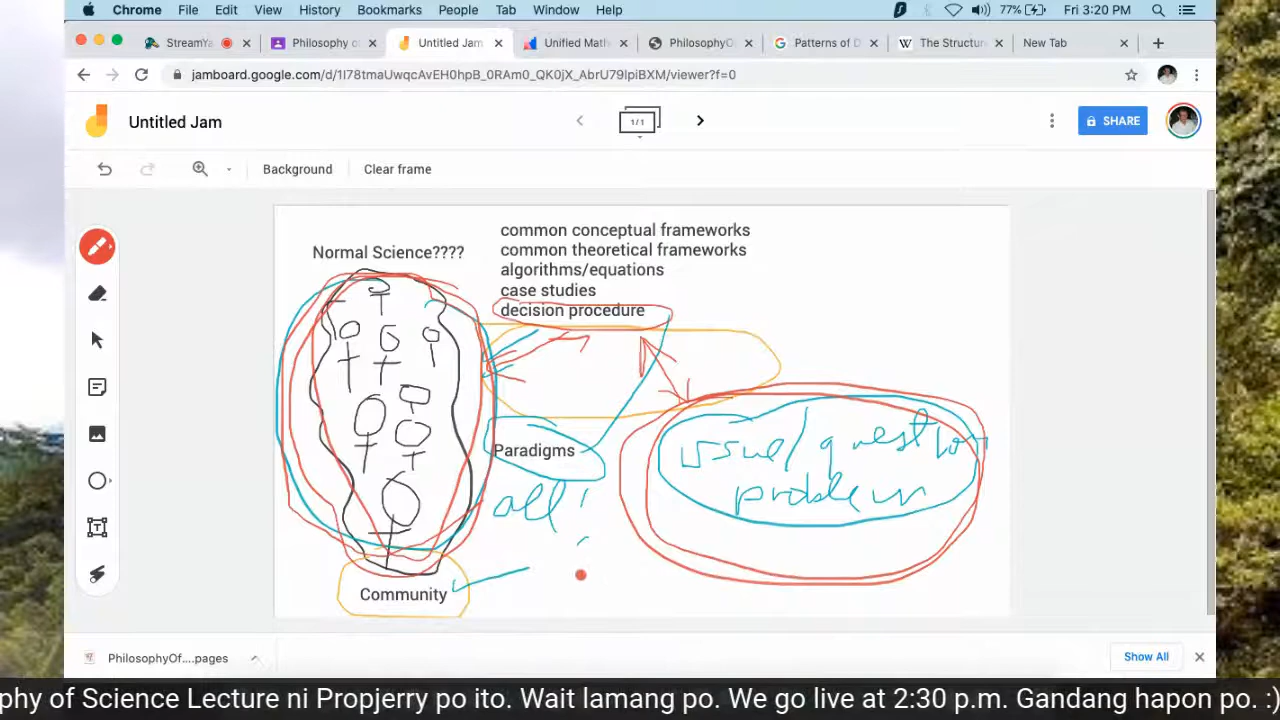 Chrome File Edit View History Bookmarks People Tab Window Help 77% Fri 3:20 PM
StreamYa Philosophy of Untitled Jam Unified Math PhilosophyO Patterns of D The Structur New Tab
jamboard.google.com/d/1I78tmaUwqcAvEH0hpB_0RAm0_QK0jX_AbrU79lpiBXM/viewer?f=0
Untitled Jam 1/1 SHARE
Background Clear frame
common conceptual frameworks
Normal Science???? common theoretical frameworks
algorithms/equations
case studies
decision procedure
Paradigms
issue/question
problem
all
Community
PhilosophyOf....pages Show All
phy of Science Lecture ni Propjerry po ito. Wait lamang po. We go live at 2:30 p.m. Gandang hapon po. :)